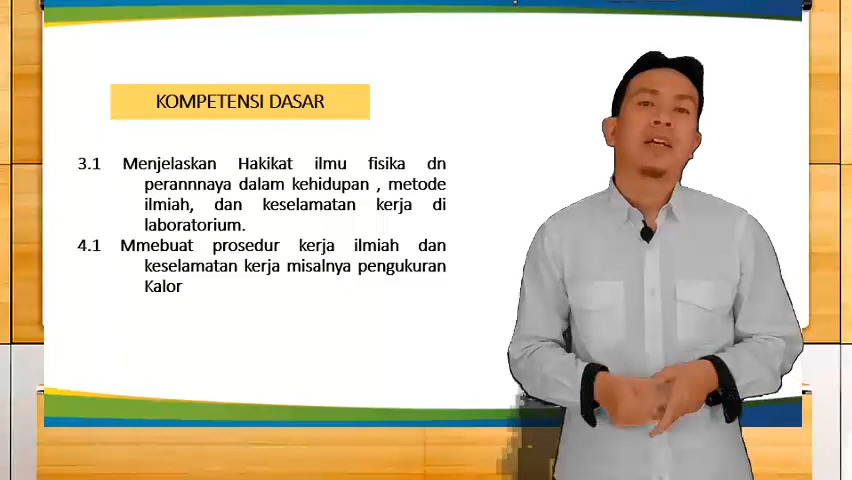 KOMPETENSI DASAR
3.1 Menjelaskan Hakikat ilmu fisika dn
perannnaya dalam kehidupan , metode
ilmiah, dan keselamatan kerja di
laboratorium.
4.1 Mmebuat prosedur kerja ilmiah dan
keselamatan kerja misalnya pengukuran
Kalor